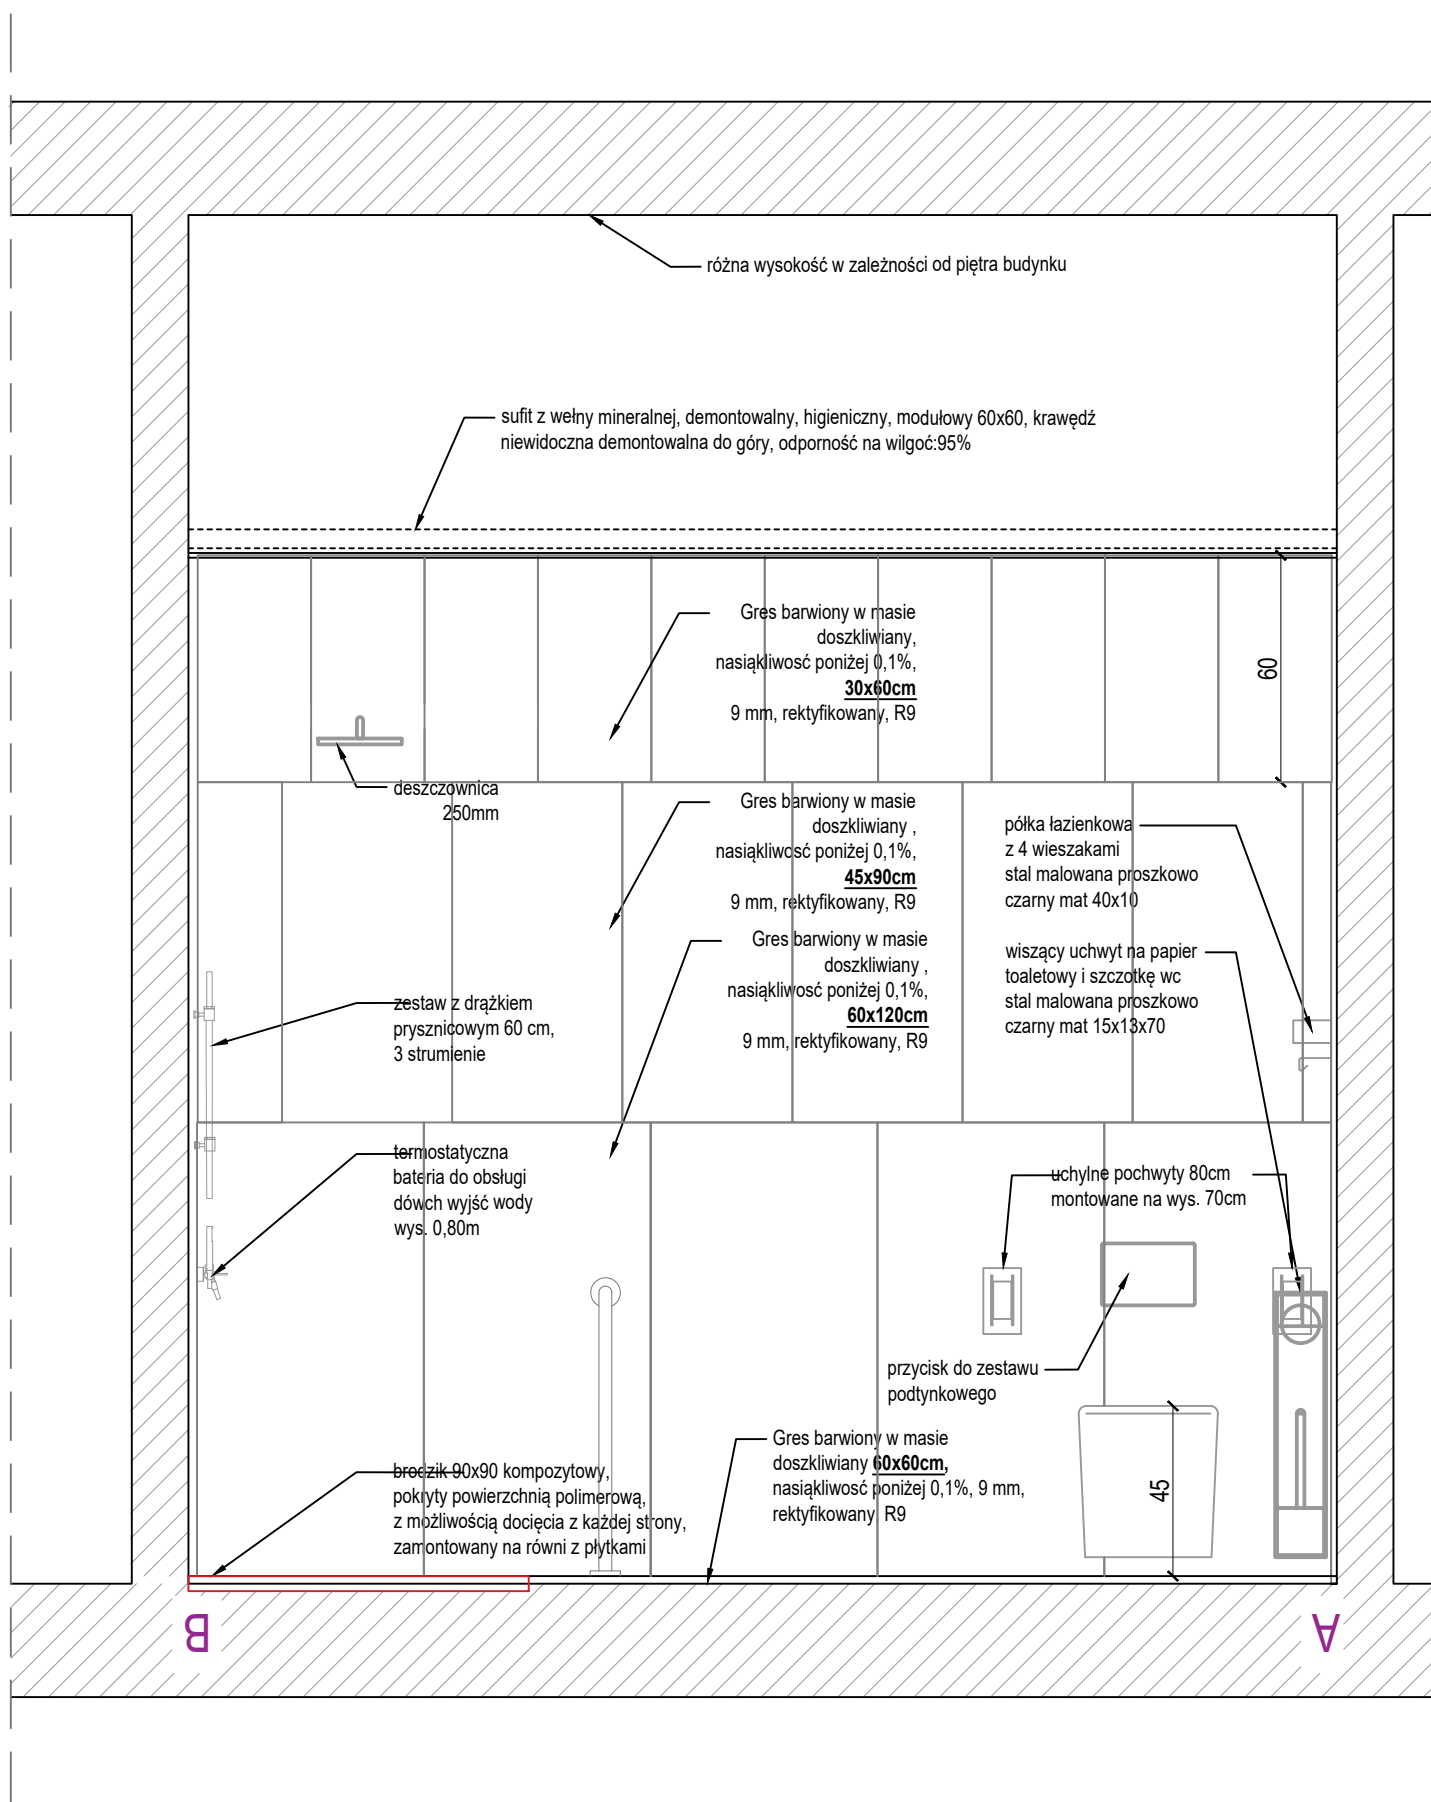 różna wysokość w zależności od piętra budynku
sufit z wełny mineralnej, demontowalny, higieniczny, modułowy 60x60, krawędź
niewidoczna demontowalna do góry, odporność na wilgoć:95%
Gres barwiony w masie
doszkliwiany,
nasiąkliwosć poniżej 0,1%,
30x60cm
9 mm, rektyfikowany, R9
60
deszczownica
250mm
Gres barwiony w masie
doszkliwiany ,
nasiąkliwosć poniżej 0,1%,
45x90cm
9 mm, rektyfikowany, R9
półka łazienkowa
z 4 wieszakami
stal malowana proszkowo
czarny mat 40x10
Gres barwiony w masie
doszkliwiany ,
nasiąkliwosć poniżej 0,1%,
60x120cm
9 mm, rektyfikowany, R9
wiszący uchwyt na papier
toaletowy i szczotkę wc
stal malowana proszkowo
czarny mat 15x13x70
zestaw z drążkiem
prysznicowym 60 cm,
3 strumienie
termostatyczna
bateria do obsługi
dówch wyjść wody
wys. 0,80m
uchylne pochwyty 80cm
montowane na wys. 70cm
przycisk do zestawu
podtynkowego
Gres barwiony w masie
doszkliwiany 60x60cm,
nasiąkliwosć poniżej 0,1%, 9 mm,
rektyfikowany, R9
45
brodzik 90x90 kompozytowy,
pokryty powierzchnią polimerową,
z możliwością docięcia z każdej strony,
zamontowany na równi z płytkami
B
A